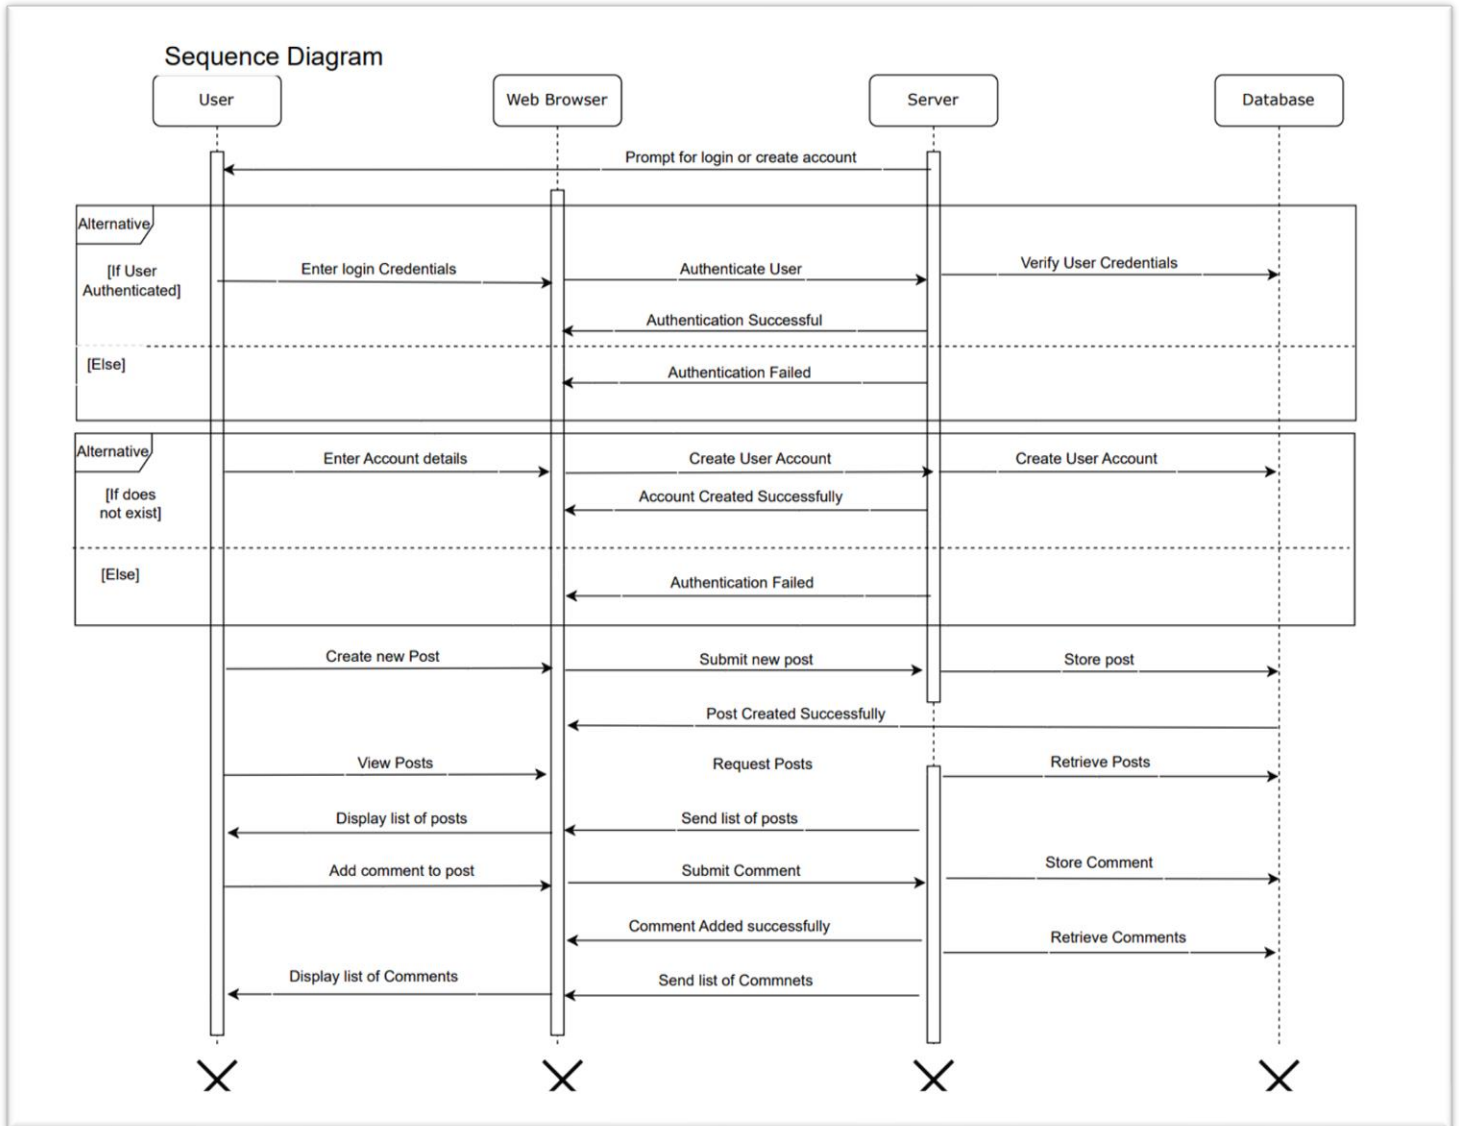 Sequence Diagram
User
Web Browser
Server
Database
Prompt for login or create account
Alternative
[If User
Authenticated]
Enter login Credentials
Authenticate User
Verify User Credentials
Authentication Successful
[Else]
Authentication Failed
Alternative
Enter Account details
Create User Account
Create User Account
[If does
not exist]
Account Created Successfully
[Else]
Authentication Failed
Create new Post
Submit new post
Store post
Post Created Successfully
View Posts
Request Posts
Retrieve Posts
Display list of posts
Send list of posts
Add comment to post
Submit Comment
Store Comment
Comment Added successfully
Retrieve Comments
Display list of Comments
Send list of Commnets